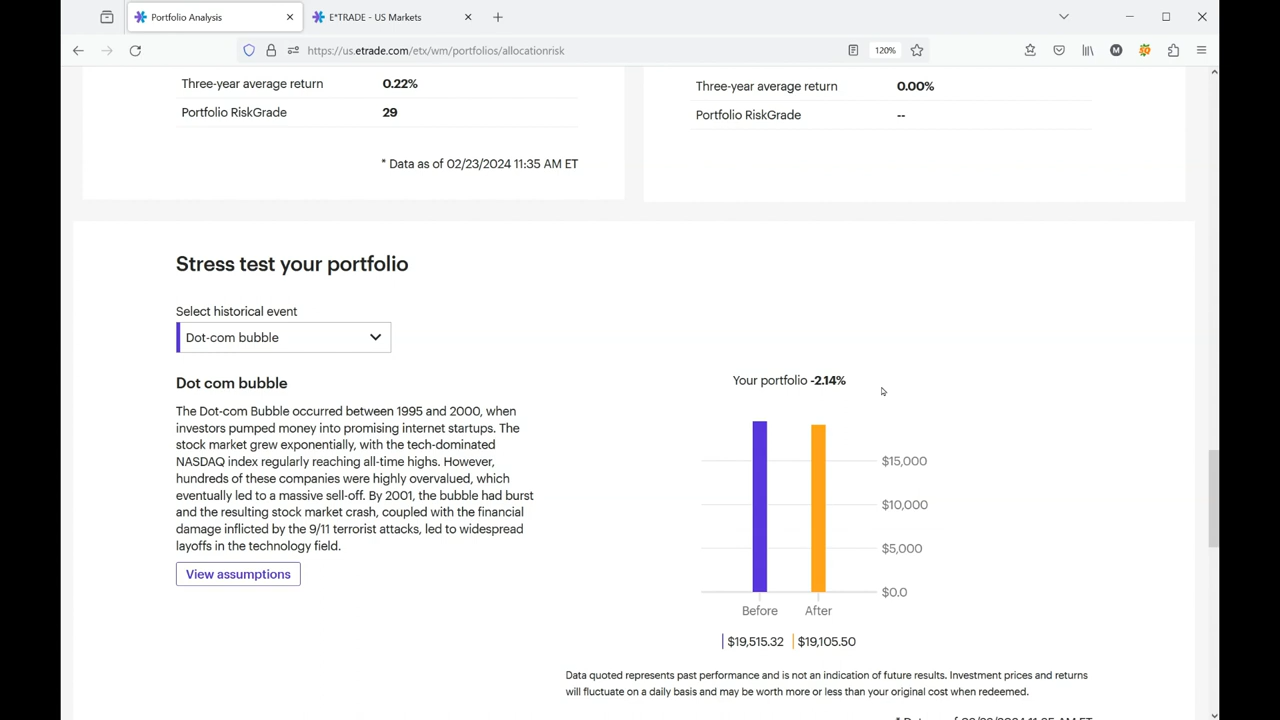 Portfolio Analysis
E*TRADE - US Markets
https://us.etrade.com/etx/wm/portfolios/allocationrisk
120%
M
Three-year average return 0.22%
Portfolio RiskGrade 29
* Data as of 02/23/2024 11:35 AM ET
Three-year average return 0.00%
Portfolio RiskGrade --
Stress test your portfolio
Select historical event
Dot-com bubble
Dot com bubble
The Dot-com Bubble occurred between 1995 and 2000, when
investors pumped money into promising internet startups. The
stock market grew exponentially, with the tech-dominated
NASDAQ index regularly reaching all-time highs. However,
hundreds of these companies were highly overvalued, which
eventually led to a massive sell-off. By 2001, the bubble had burst
and the resulting stock market crash, coupled with the financial
damage inflicted by the 9/11 terrorist attacks, led to widespread
layoffs in the technology field.
View assumptions
Your portfolio -2.14%
$15,000
$10,000
$5,000
$0.0
Before After
$19,515.32 $19,105.50
Data quoted represents past performance and is not an indication of future results. Investment prices and returns
will fluctuate on a daily basis and may be worth more or less than your original cost when redeemed.